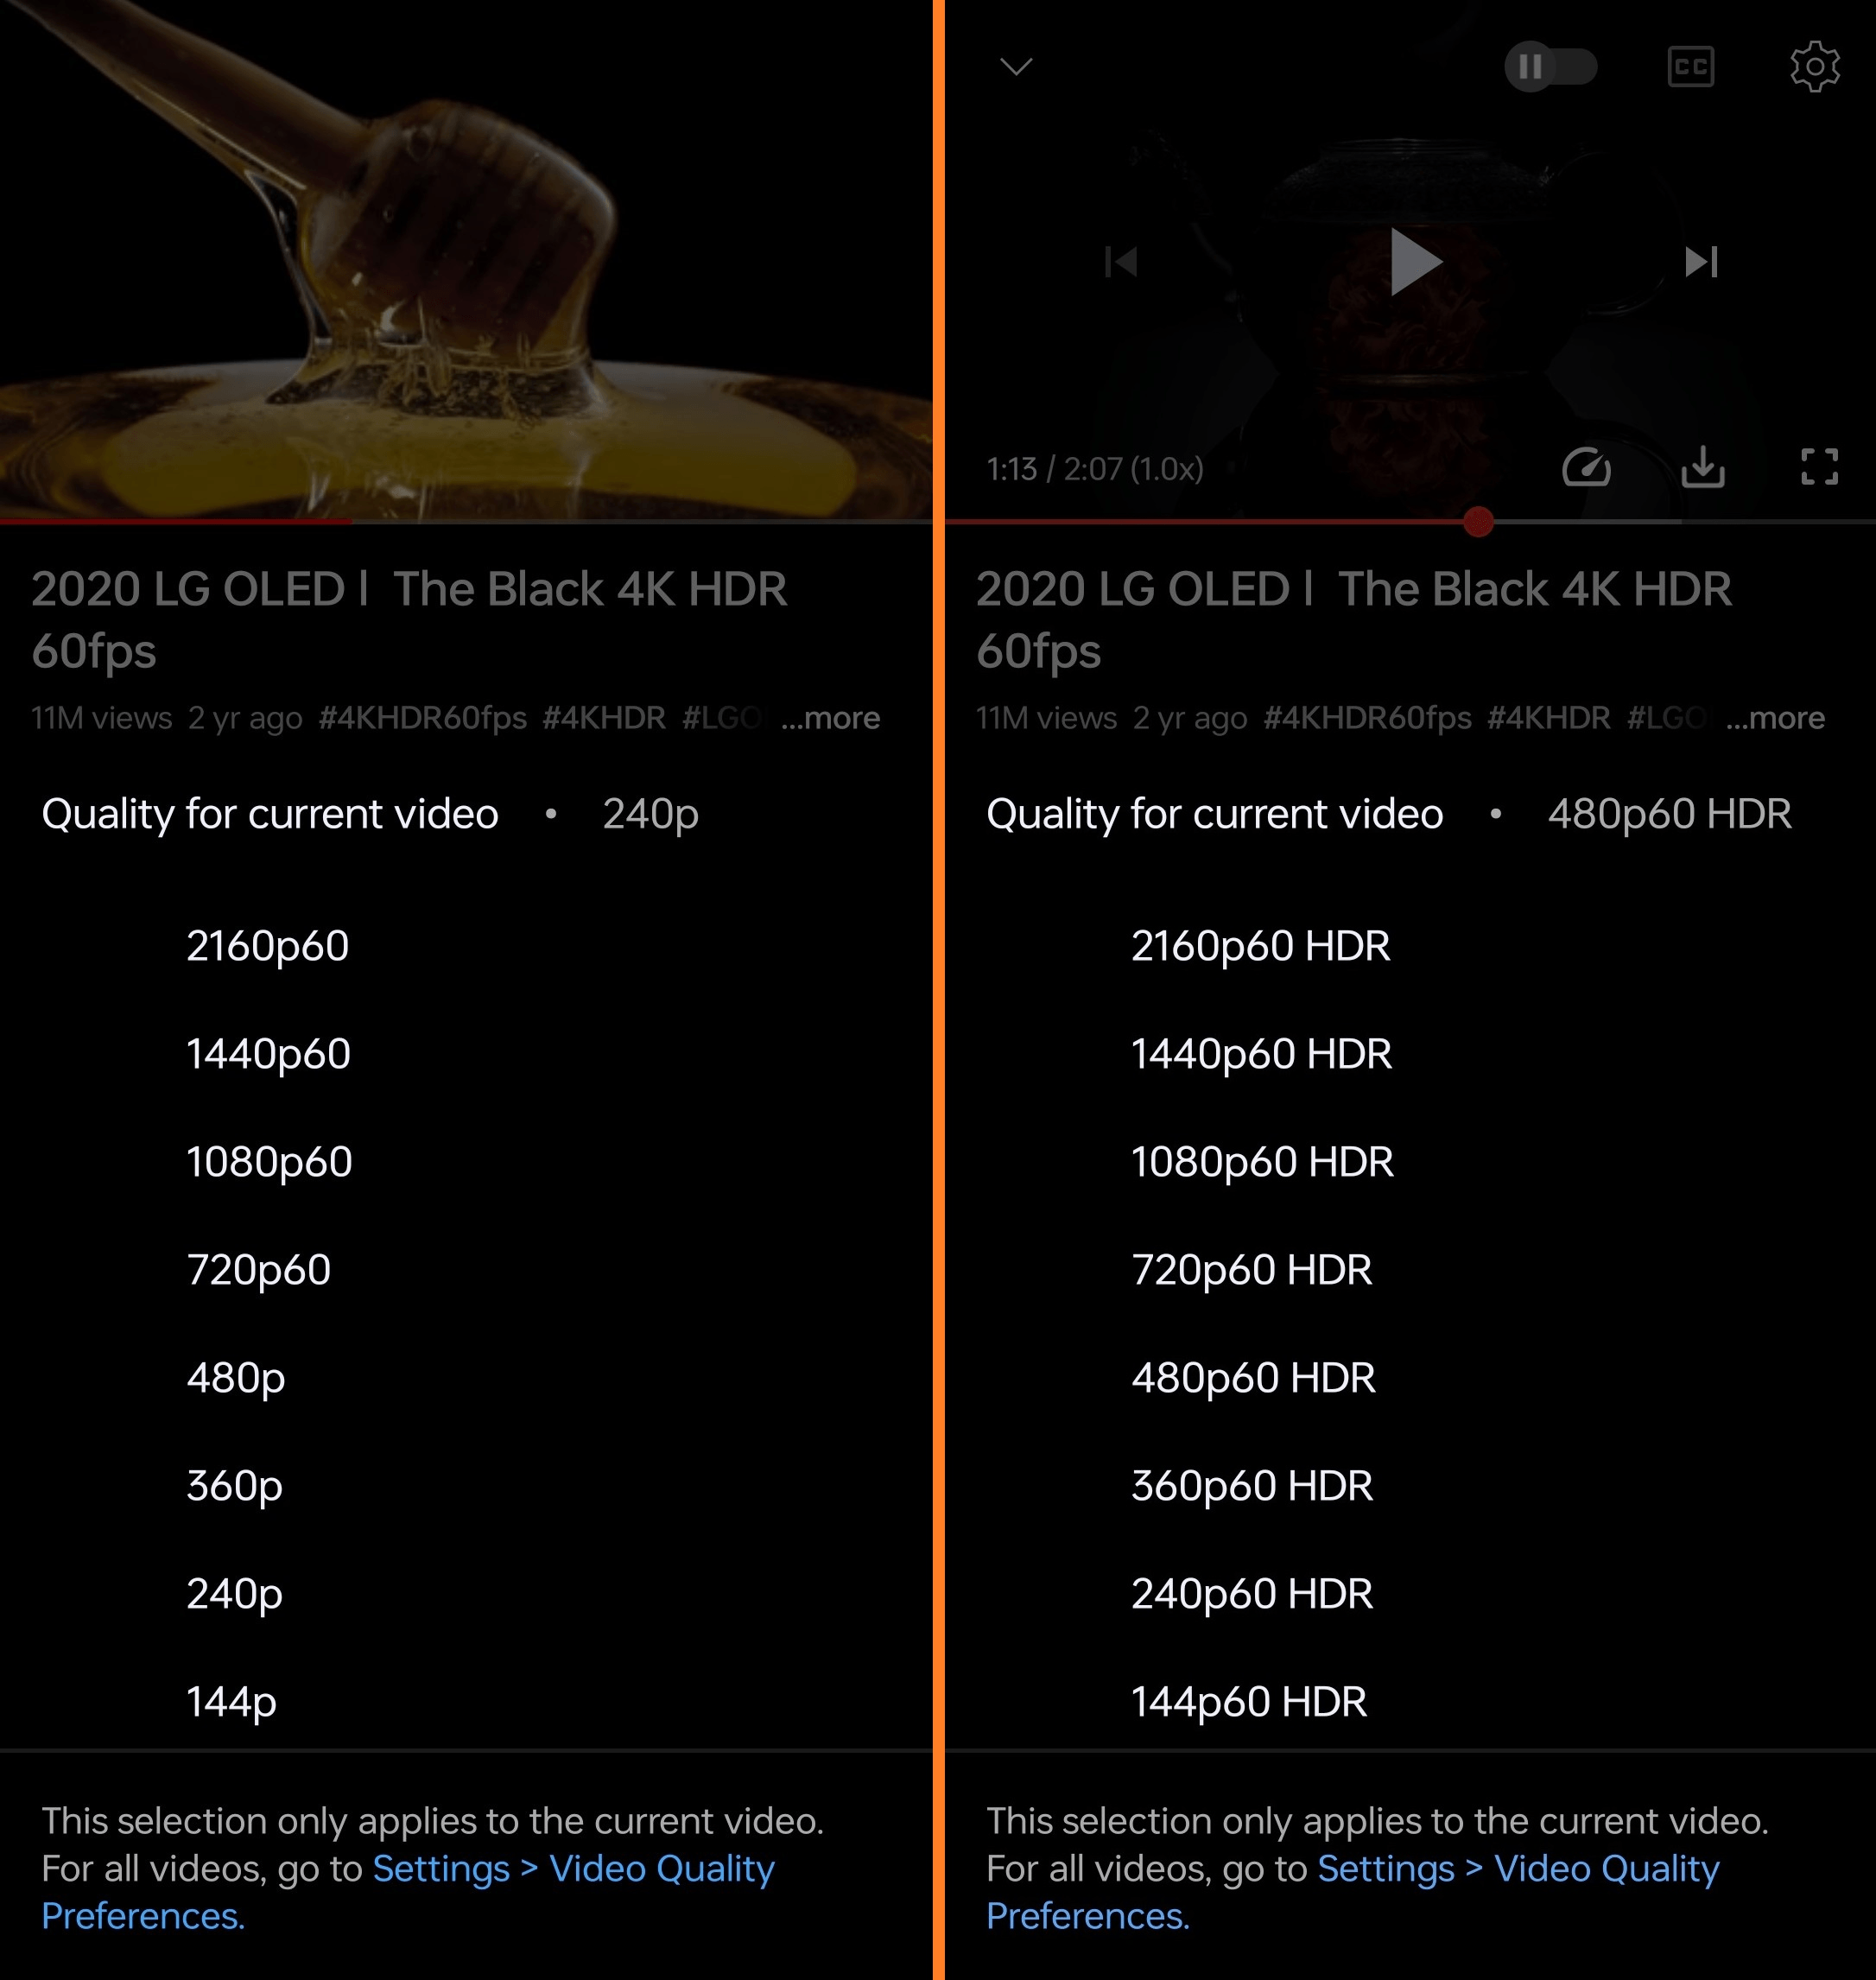 2020 LG OLED l  The Black 4K HDR
60fps
11M views 2 yr ago #4KHDR60fps #4KHDR #LGO ...more
Quality for current video • 240p
2160p60
1440p60
1080p60
720p60
480p
360p
240p
144p
This selection only applies to the current video.
For all videos, go to Settings > Video Quality
Preferences.
CC
1:13 / 2:07 (1.0x)
2020 LG OLED l  The Black 4K HDR
60fps
11M views 2 yr ago #4KHDR60fps #4KHDR #LGO ...more
Quality for current video • 480p60 HDR
2160p60 HDR
1440p60 HDR
1080p60 HDR
720p60 HDR
480p60 HDR
360p60 HDR
240p60 HDR
144p60 HDR
This selection only applies to the current video.
For all videos, go to Settings > Video Quality
Preferences.